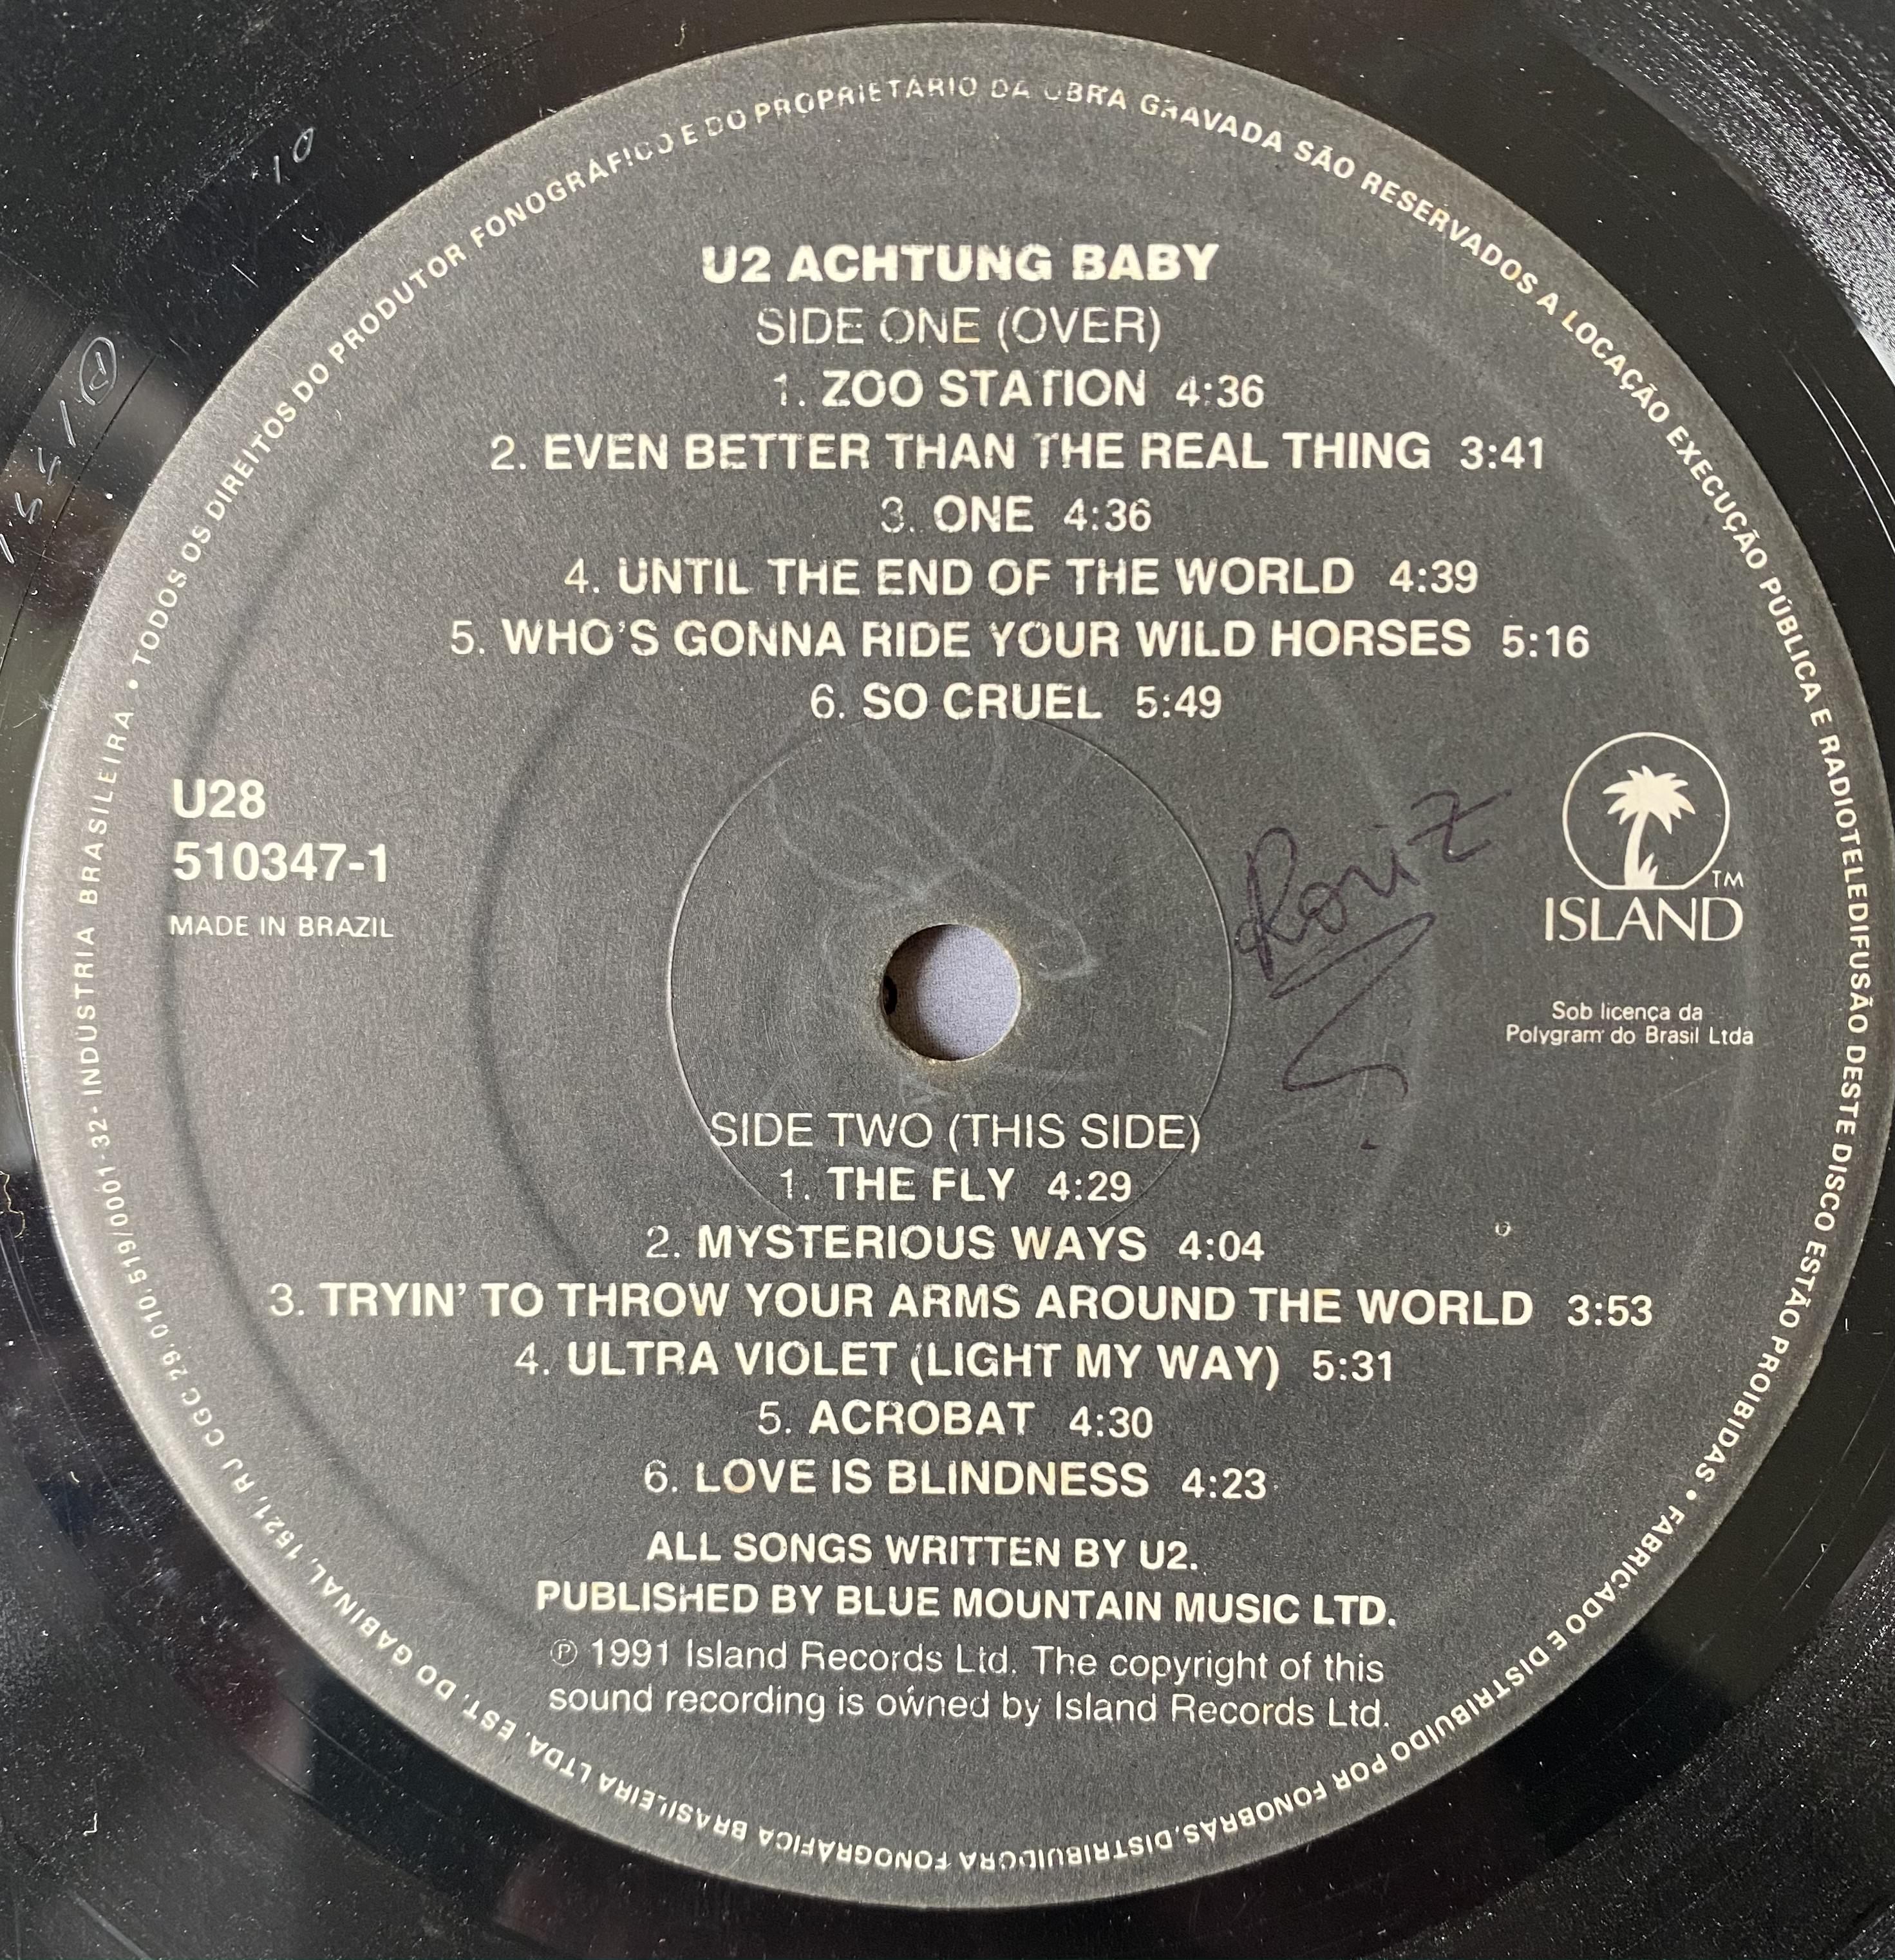 TODOS OS DIREITOS DO PRODUTOR FONOGRÁFICO E DO PROPRIETÁRIO DA OBRA GRAVADA SÃO RESERVADOS A LOCAÇÃO EXECUÇÃO PÚBLICA E RADIOTELEDIFUSÃO DESTE DISCO ESTÃO PROIBIDAS • FABRICADO E DISTRIBUÍDO POR FONOBRÁS, DISTRIBUIDORA FONOGRÁFICA BRASILEIRA LTDA. EST. DO GABINAL, 1521, RJ CGC 29.010.519/0001-32 • INDÚSTRIA BRASILEIRA •
U2 ACHTUNG BABY
SIDE ONE (OVER)
1. ZOO STATION 4:36
2. EVEN BETTER THAN THE REAL THING 3:41
3. ONE 4:36
4. UNTIL THE END OF THE WORLD 4:39
5. WHO'S GONNA RIDE YOUR WILD HORSES 5:16
6. SO CRUEL 5:49
U28
510347-1
MADE IN BRAZIL
Roriz
TM
ISLAND
Sob licença da
Polygram do Brasil Ltda
SIDE TWO (THIS SIDE)
1. THE FLY 4:29
2. MYSTERIOUS WAYS 4:04
3. TRYIN' TO THROW YOUR ARMS AROUND THE WORLD 3:53
4. ULTRA VIOLET (LIGHT MY WAY) 5:31
5. ACROBAT 4:30
6. LOVE IS BLINDNESS 4:23
ALL SONGS WRITTEN BY U2.
PUBLISHED BY BLUE MOUNTAIN MUSIC LTD.
℗ 1991 Island Records Ltd. The copyright of this
sound recording is owned by Island Records Ltd.